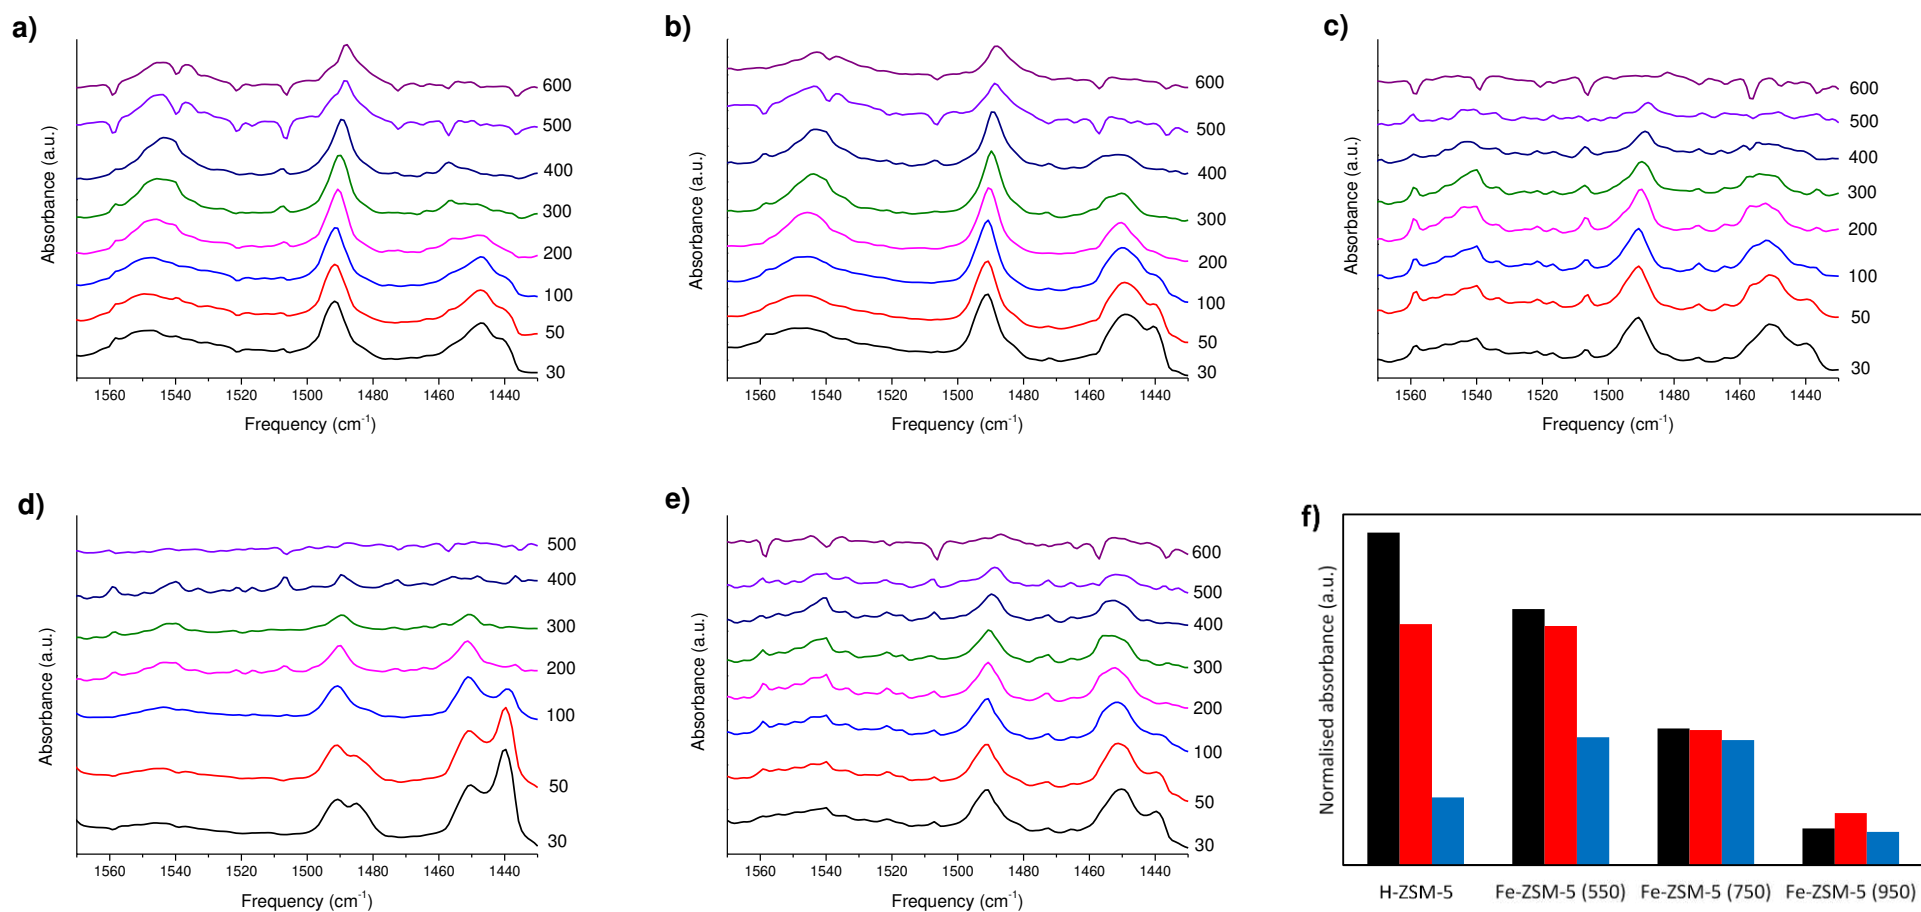 a)
Absorbance (a.u.)
600
500
400
300
200
100
50
30
1560 1540 1520 1500 1480 1460 1440
Frequency (cm⁻¹)
b)
Absorbance (a.u.)
600
500
400
300
200
100
50
30
1560 1540 1520 1500 1480 1460 1440
Frequency (cm⁻¹)
c)
Absorbance (a.u.)
600
500
400
300
200
100
50
30
1560 1540 1520 1500 1480 1460 1440
Frequency (cm⁻¹)
d)
Absorbance (a.u.)
500
400
300
200
100
50
30
1560 1540 1520 1500 1480 1460 1440
Frequency (cm⁻¹)
e)
Absorbance (a.u.)
600
500
400
300
200
100
50
30
1560 1540 1520 1500 1480 1460 1440
Frequency (cm⁻¹)
f)
Normalised absorbance (a.u.)
H-ZSM-5 Fe-ZSM-5 (550) Fe-ZSM-5 (750) Fe-ZSM-5 (950)